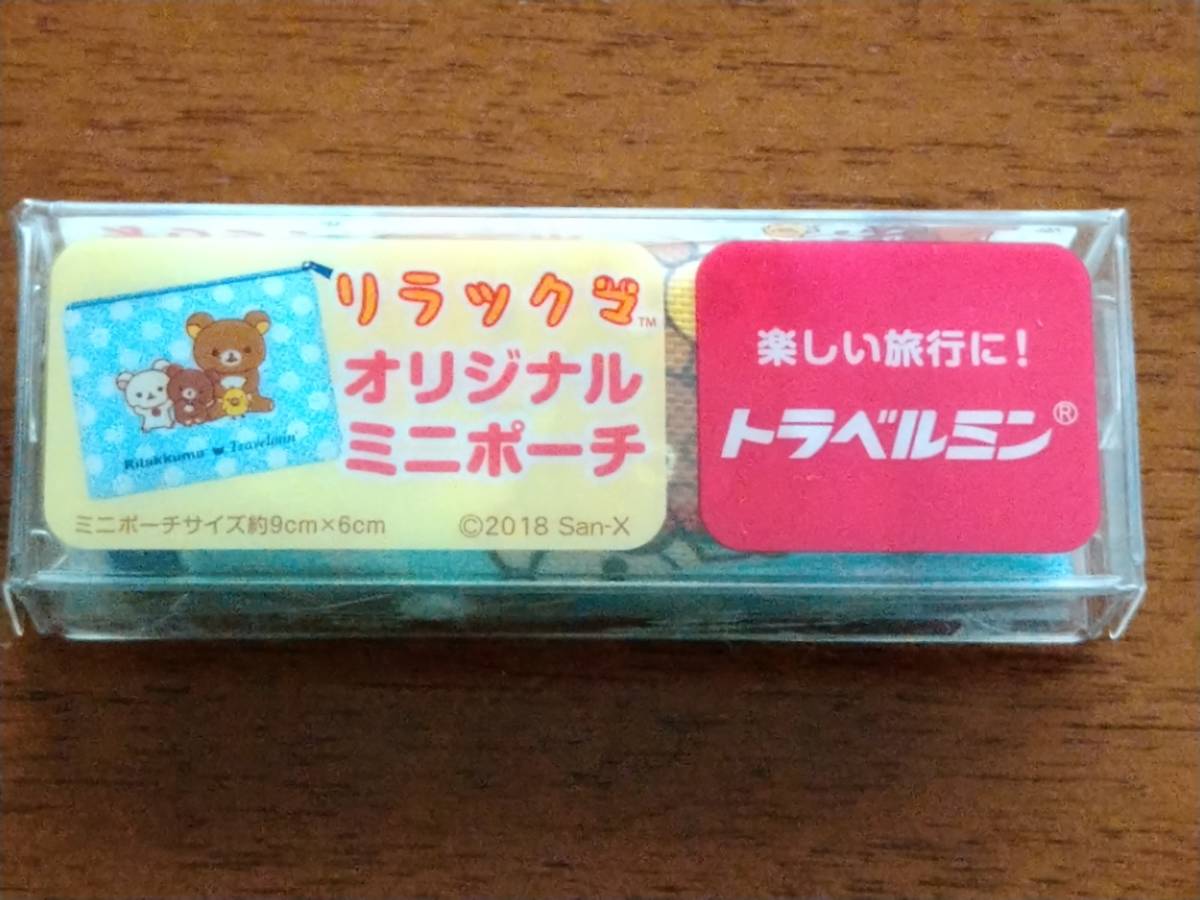 リラックマ™
オリジナル
ミニポーチ
Rilakkuma ♥ Travelmin
ミニポーチサイズ約9cm×6cm
©2018 San-X
楽しい旅行に!
トラベルミン®